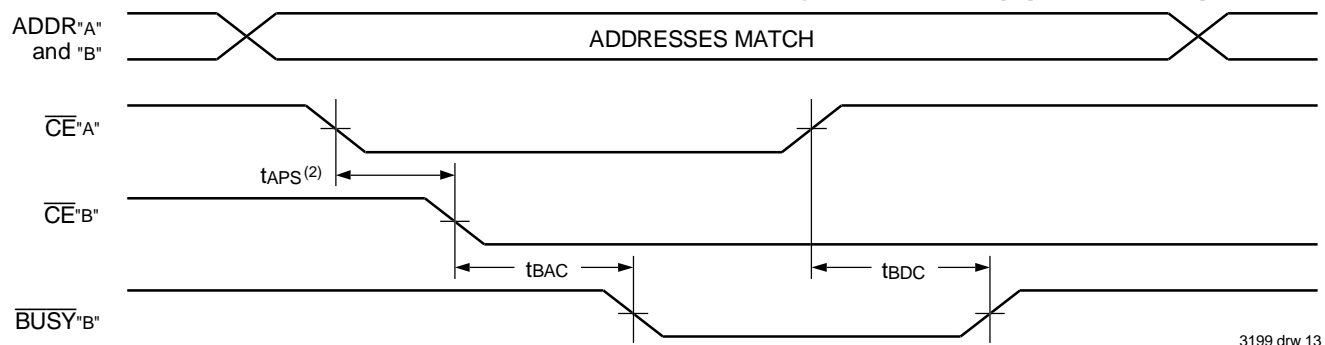 ADDR"A"
and "B"
ADDRESSES MATCH
CE"A"
tAPS(2)
CE"B"
tBAC
tBDC
BUSY"B"
3199 drw 13